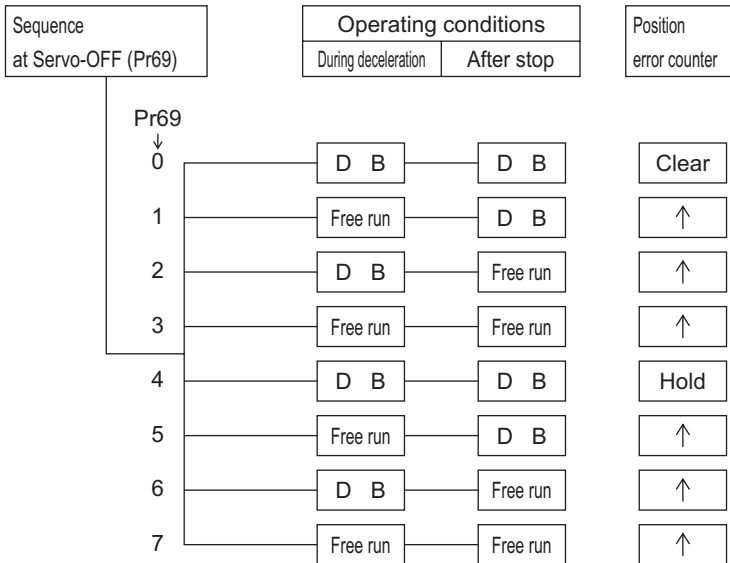 Sequence
at Servo-OFF (Pr69)
Operating conditions
During deceleration After stop
Position
error counter
Pr69
↓
0 D B D B Clear
1 Free run D B ↑
2 D B Free run ↑
3 Free run Free run ↑
4 D B D B Hold
5 Free run D B ↑
6 D B Free run ↑
7 Free run Free run ↑